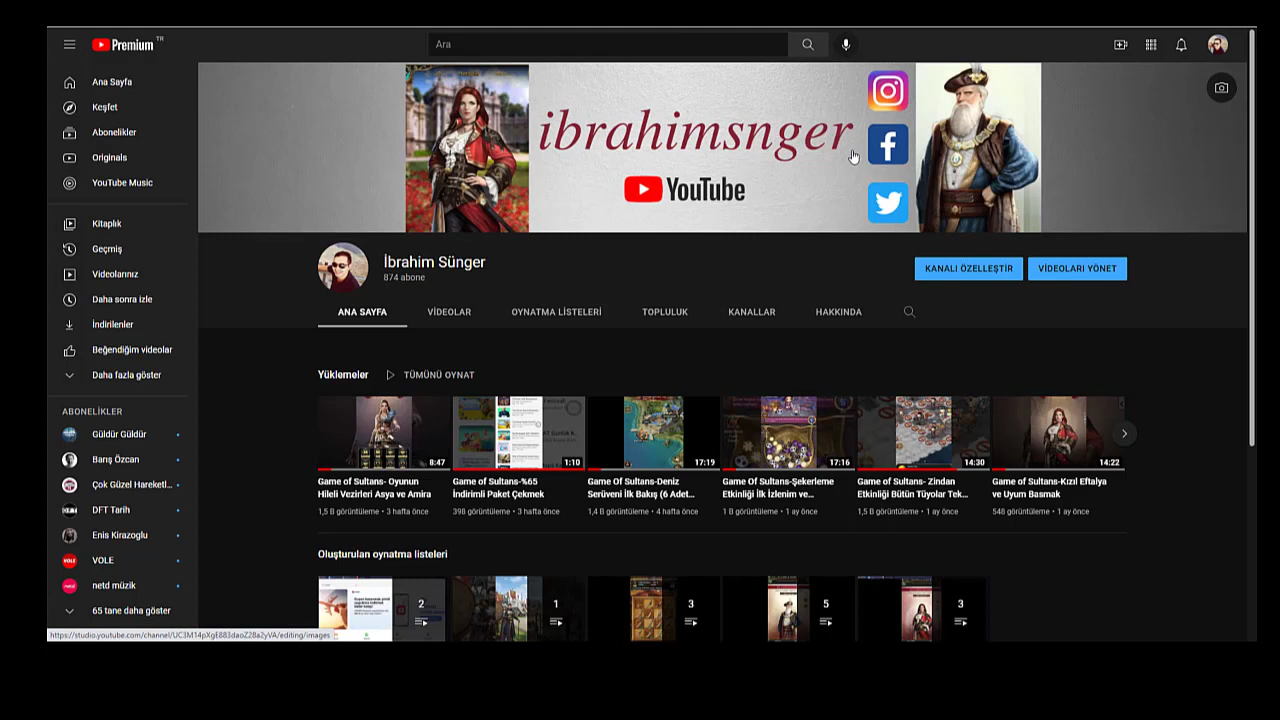 Premium TR
Ara
Ana Sayfa
Keşfet
Abonelikler
Originals
YouTube Music
Kitaplık
Geçmiş
Videolarınız
Daha sonra izle
İndirilenler
Beğendiğim videolar
Daha fazla göster
ABONELİKLER
Güldür Güldür
Barış Özcan
Çok Güzel Hareketl...
DFT Tarih
Enis Kirazoglu
VOLE
netd müzik
65 tane daha göster
ibrahimsnger
YouTube
İbrahim Sünger
874 abone
KANALI ÖZELLEŞTİR
VİDEOLARI YÖNET
ANA SAYFA
VİDEOLAR
OYNATMA LİSTELERİ
TOPLULUK
KANALLAR
HAKKINDA
Yüklemeler
TÜMÜNÜ OYNAT
8:47
1:10
17:19
17:16
14:30
14:22
Game of Sultans- Oyunun
Hileli Vezirleri Asya ve Amira
1,5 B görüntüleme • 3 hafta önce
Game of Sultans-%65
İndirimli Paket Çekmek
398 görüntüleme • 3 hafta önce
Game Of Sultans-Deniz
Serüveni İlk Bakış (6 Adet...
1,4 B görüntüleme • 4 hafta önce
Game Of Sultans-Şekerleme
Etkinliği İlk İzlenim ve...
1 B görüntüleme • 1 ay önce
Game of Sultans- Zindan
Etkinliği Bütün Tüyolar Tek...
1,5 B görüntüleme • 1 ay önce
Game of Sultans-Kızıl Eftalya
ve Uyum Basmak
548 görüntüleme • 1 ay önce
Oluşturulan oynatma listeleri
2
1
3
5
3
https://studio.youtube.com/channel/UC3M14pXgE883daoZ28a2yVA/editing/images